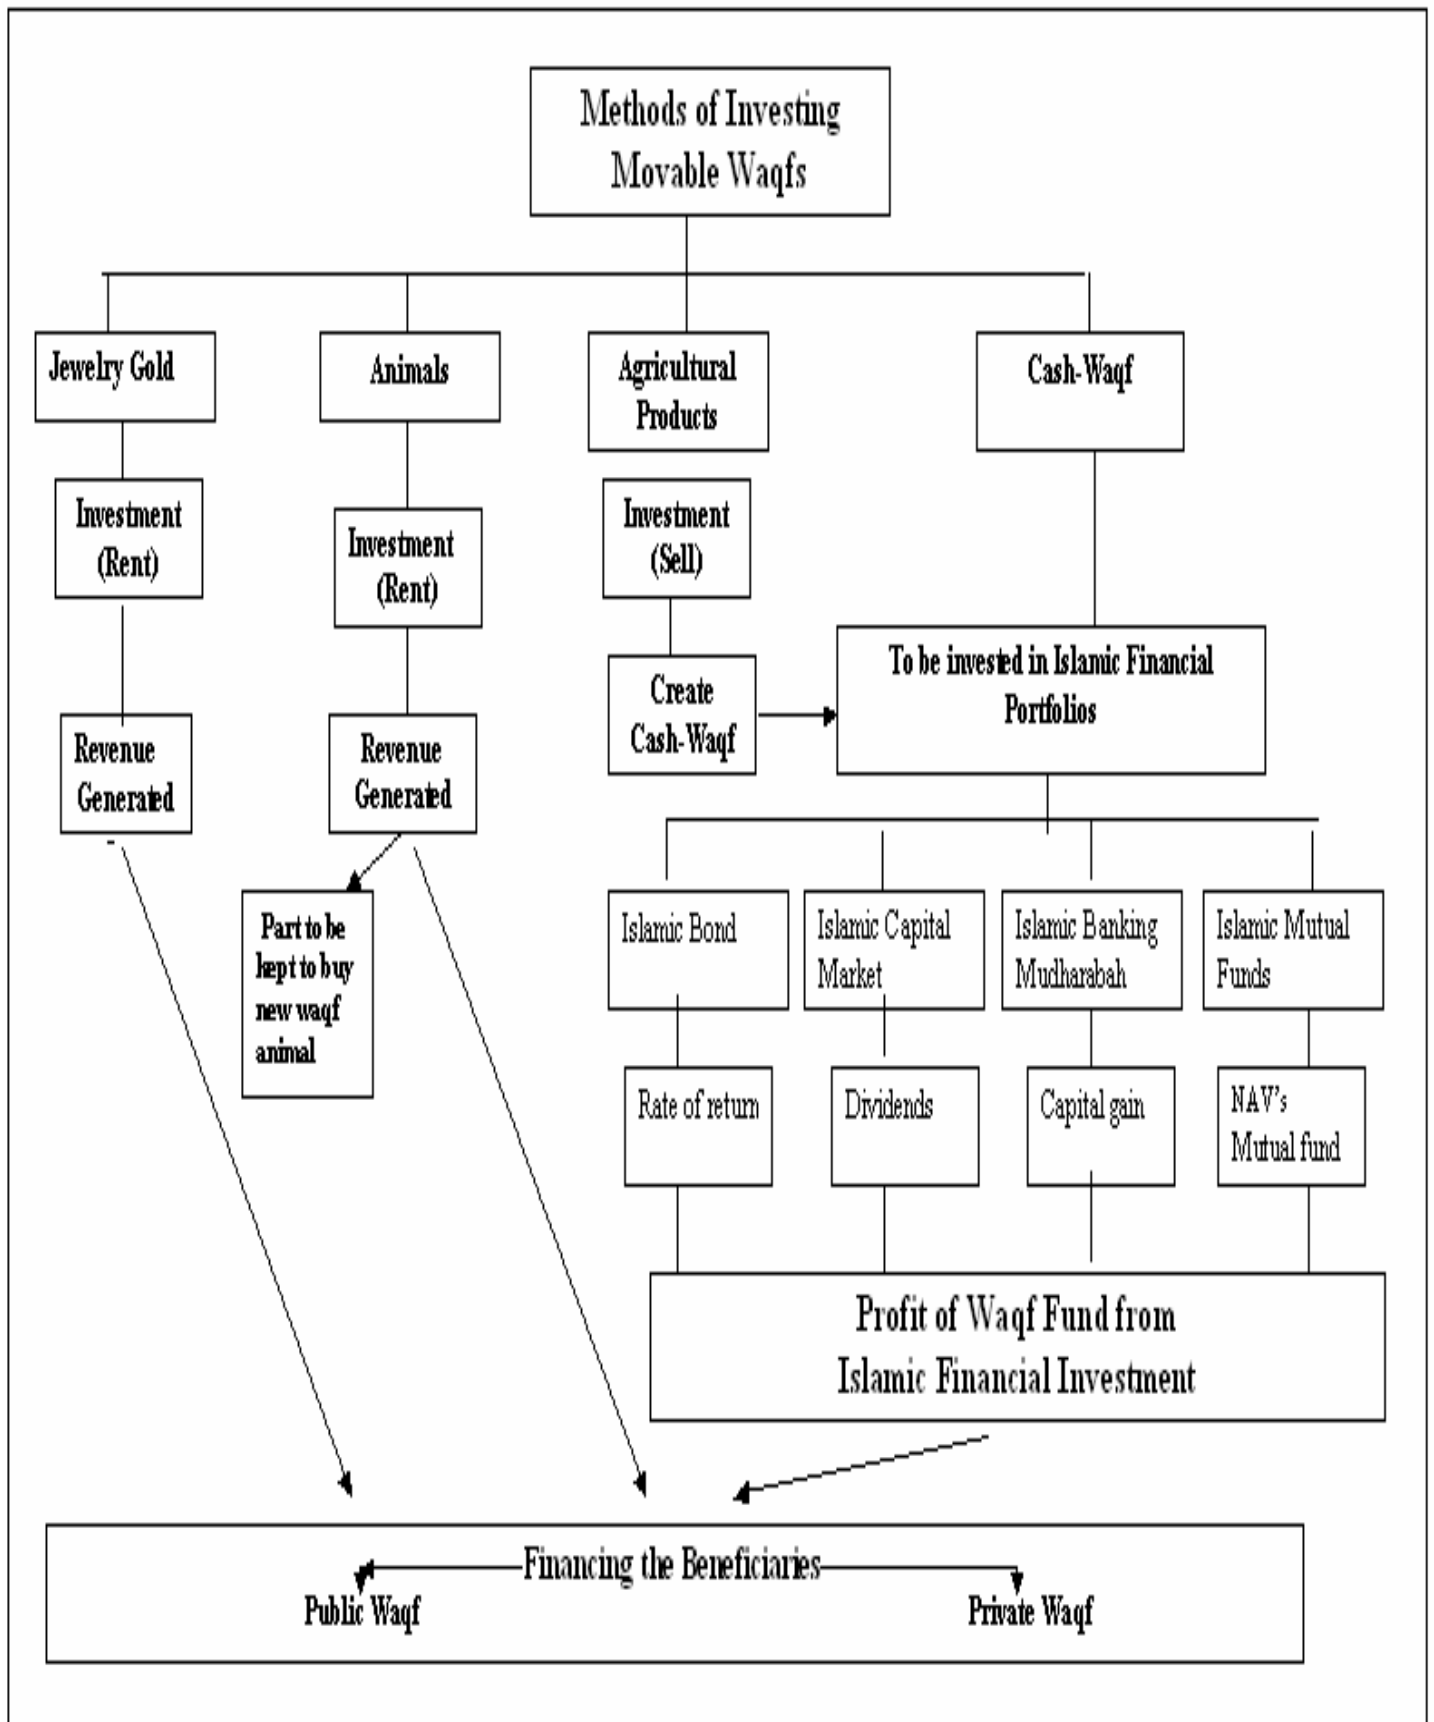 Methods of Investing
Movable Waqfs
Jewelry Gold
Animals
Agricultural
Products
Cash-Waqf
Investment
(Rent)
Investment
(Rent)
Investment
(Sell)
Create
Cash-Waqf
To be invested in Islamic Financial
Portfolios
Revenue
Generated
Revenue
Generated
Part to be
kept to buy
new waqf
animal
Islamic Bond
Islamic Capital
Market
Islamic Banking
Mudharabah
Islamic Mutual
Funds
Rate of return
Dividends
Capital gain
NAV's
Mutual fund
Profit of Waqf Fund from
Islamic Financial Investment
Financing the Beneficiaries
Public Waqf
Private Waqf